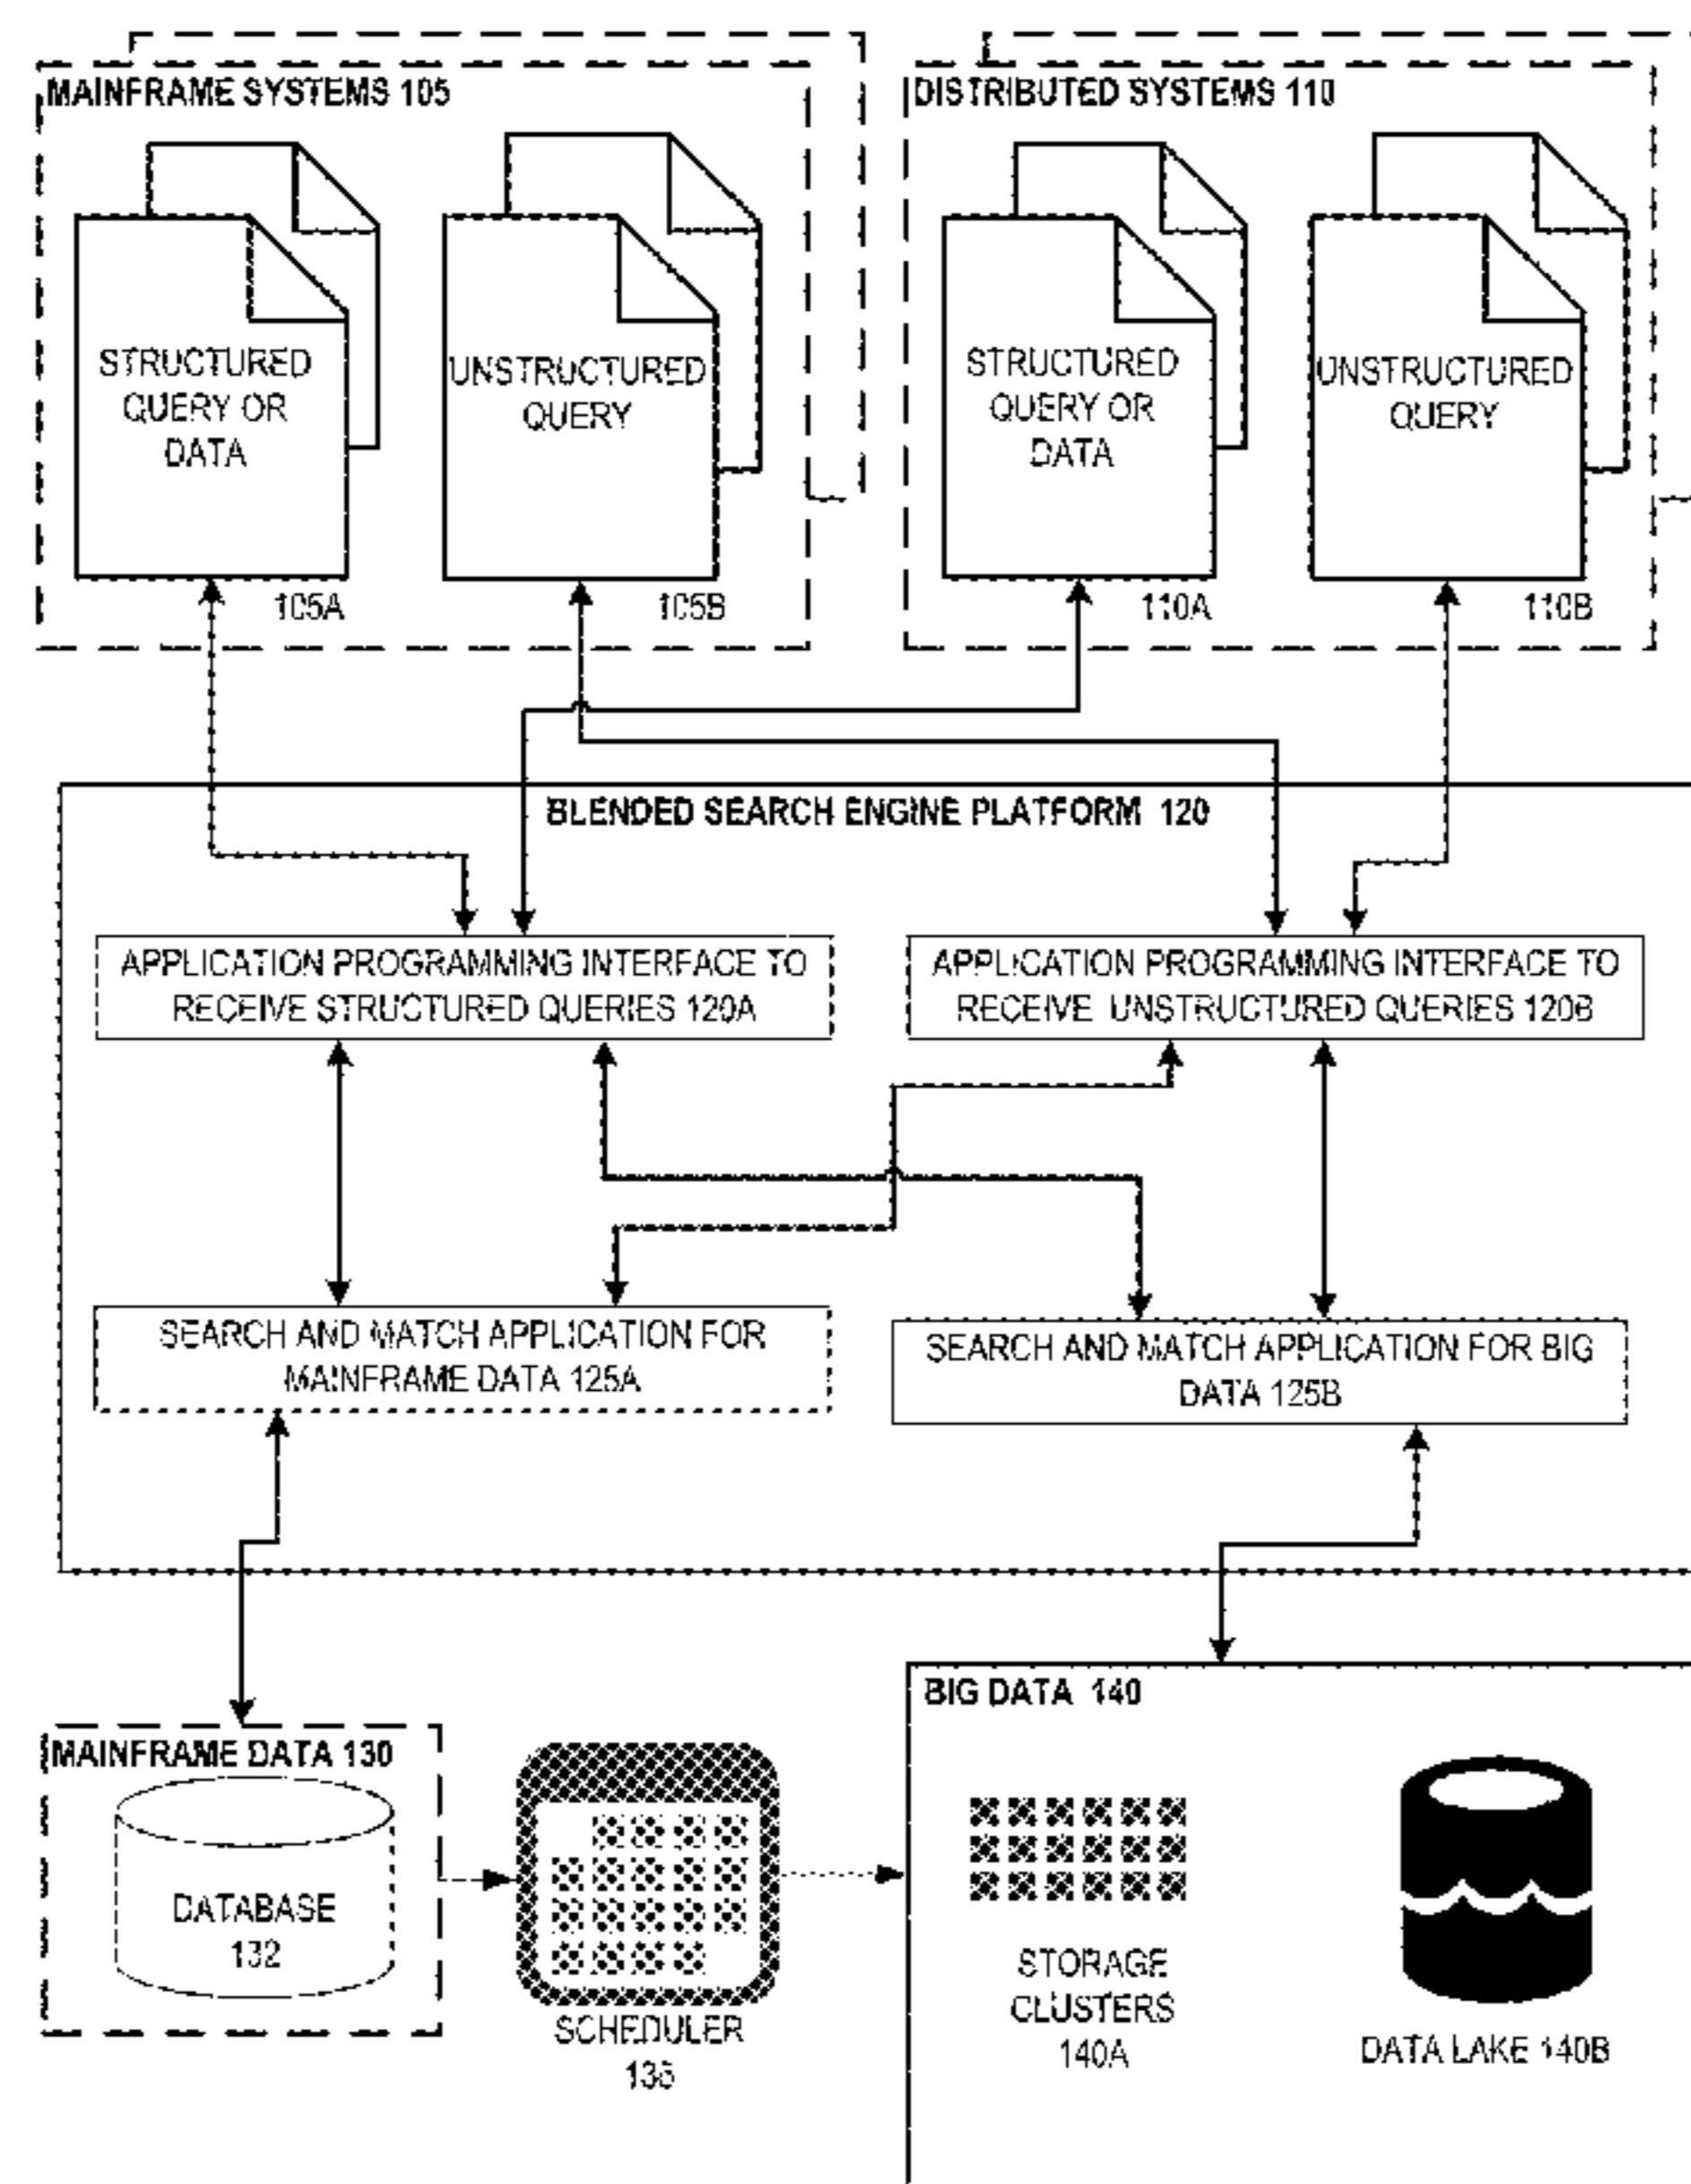 MAINFRAME SYSTEMS 105
STRUCTURED
QUERY OR
DATA
105A
UNSTRUCTURED
QUERY
105B
DISTRIBUTED SYSTEMS 110
STRUCTURED
QUERY OR
DATA
110A
UNSTRUCTURED
QUERY
110B
BLENDED SEARCH ENGINE PLATFORM 120
APPLICATION PROGRAMMING INTERFACE TO
RECEIVE STRUCTURED QUERIES 120A
APPLICATION PROGRAMMING INTERFACE TO
RECEIVE UNSTRUCTURED QUERIES 120B
SEARCH AND MATCH APPLICATION FOR
MAINFRAME DATA 125A
SEARCH AND MATCH APPLICATION FOR BIG
DATA 125B
MAINFRAME DATA 130
DATABASE
132
SCHEDULER
135
BIG DATA 140
STORAGE
CLUSTERS
140A
DATA LAKE 140B